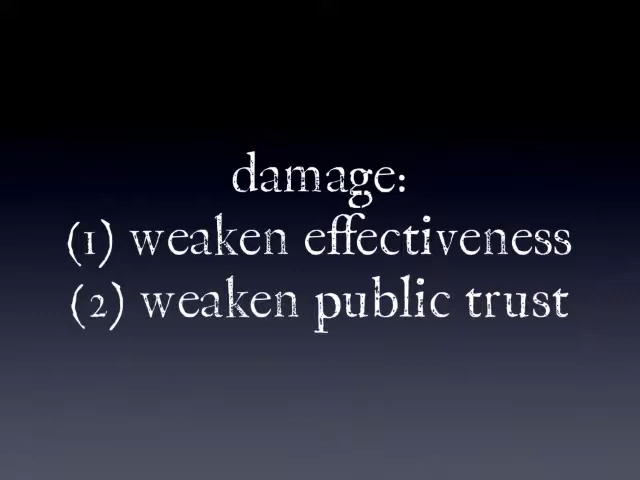 damage:
(1) weaken effectiveness
(2) weaken public trust